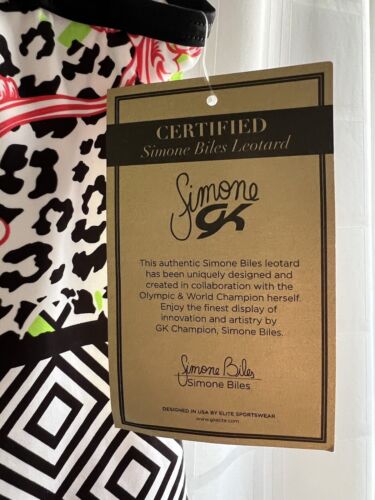 CERTIFIED
Simone Biles Leotard
Simone
GK
This authentic Simone Biles leotard
has been uniquely designed and
created in collaboration with the
Olympic & World Champion herself.
Enjoy the finest display of
innovation and artistry by
GK Champion, Simone Biles.
Simone Biles
Simone Biles
DESIGNED IN USA BY ELITE SPORTSWEAR
© www.gkelite.com